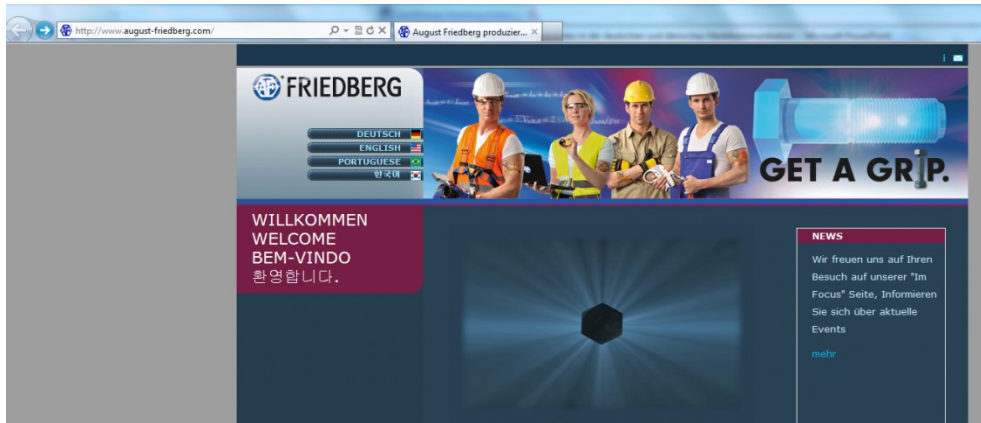 http://www.august-friedberg.com/
August Friedberg produzier...
FRIEDBERG
DEUTSCH
ENGLISH
PORTUGUESE
한국어
GET A GRIP.
WILLKOMMEN
WELCOME
BEM-VINDO
환영합니다.
NEWS
Wir freuen uns auf Ihren
Besuch auf unserer "Im
Focus" Seite, Informieren
Sie sich über aktuelle
Events
mehr